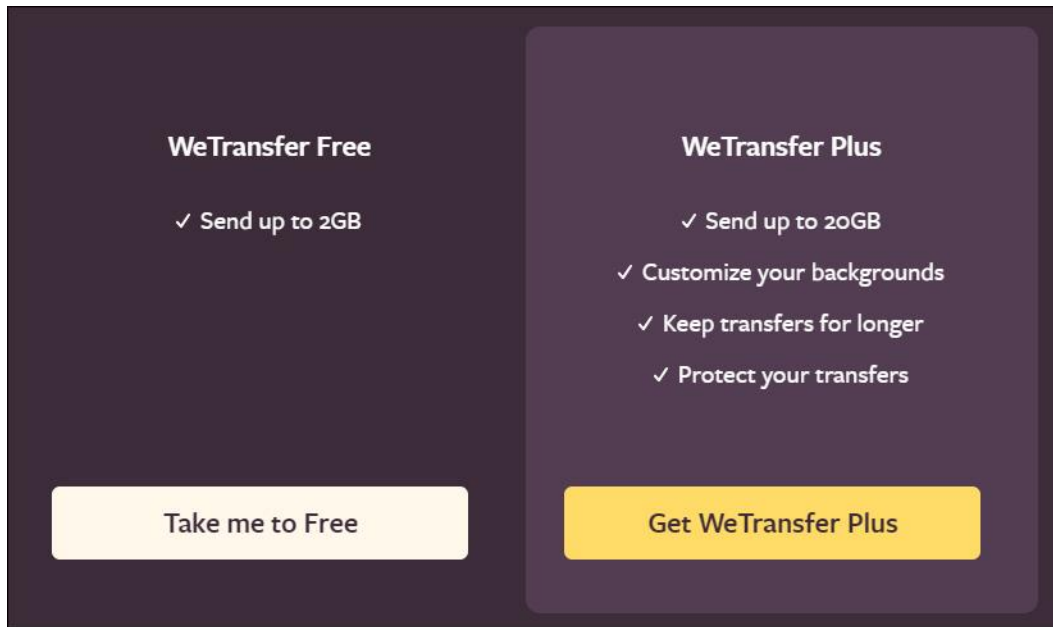 WeTransfer Free
✓ Send up to 2GB
Take me to Free
WeTransfer Plus
✓ Send up to 20GB
✓ Customize your backgrounds
✓ Keep transfers for longer
✓ Protect your transfers
Get WeTransfer Plus